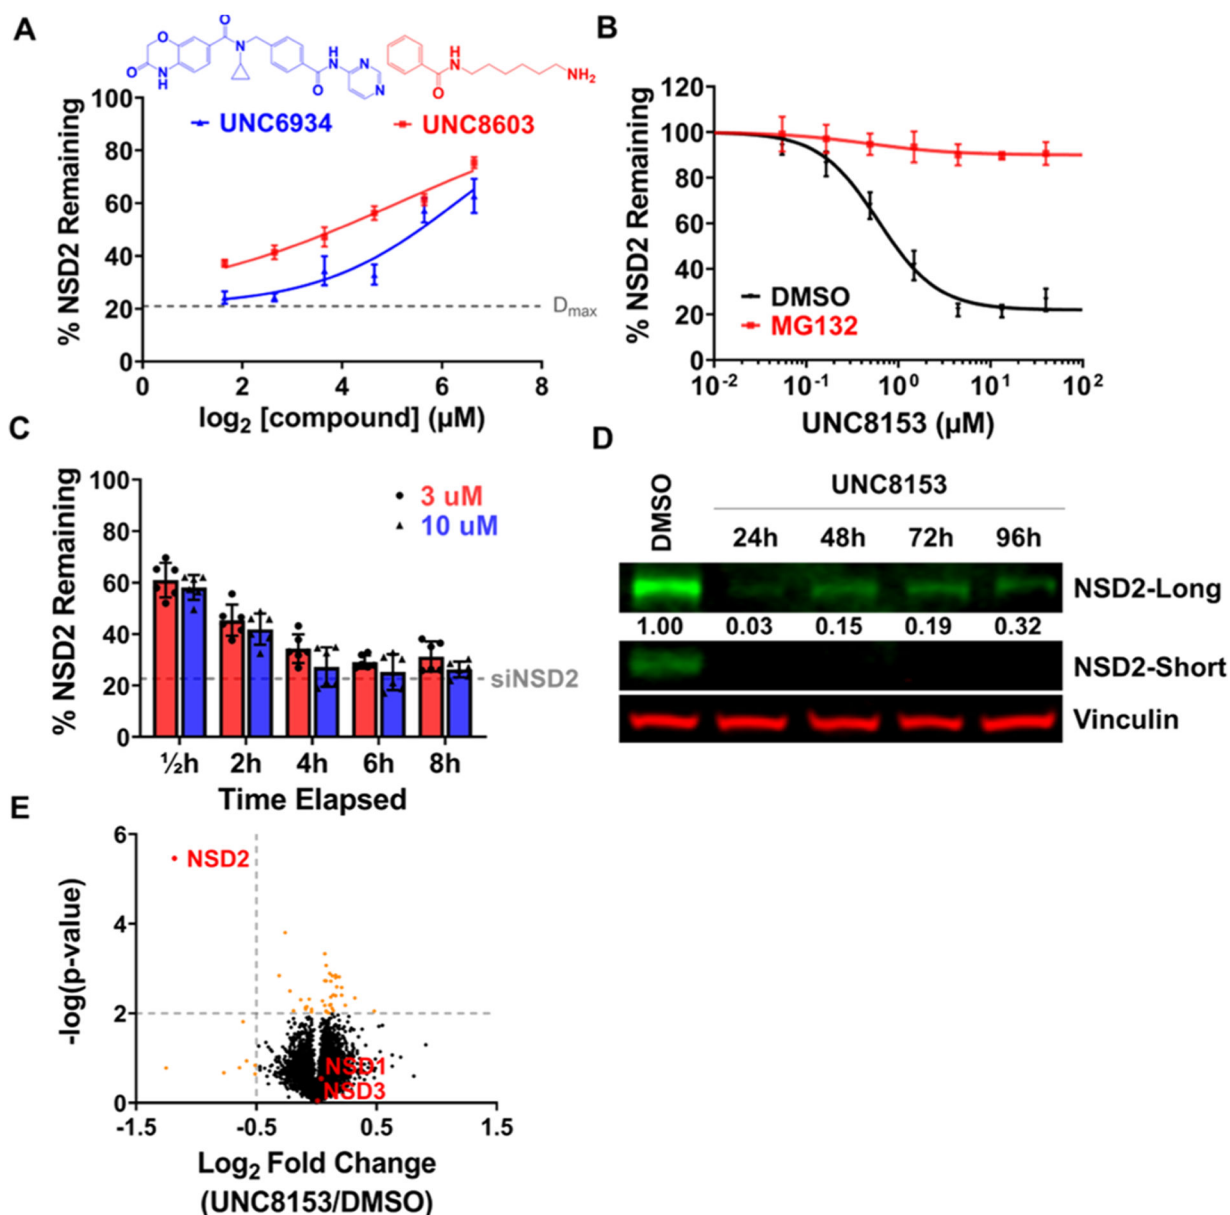 A
O
O
N
O
O
N
H
O
H
N
N
N
H
N
O
NH₂
UNC6934
UNC8603
% NSD2 Remaining
100
80
60
40
20
0
Dmax
0 2 4 6 8
log₂ [compound] (µM)
B
% NSD2 Remaining
120
100
80
60
40
20
0
DMSO
MG132
10⁻² 10⁻¹ 10⁰ 10¹ 10²
UNC8153 (µM)
C
% NSD2 Remaining
100
80
60
40
20
0
3 uM
10 uM
siNSD2
½h 2h 4h 6h 8h
Time Elapsed
D
DMSO
UNC8153
24h 48h 72h 96h
NSD2-Long
1.00 0.03 0.15 0.19 0.32
NSD2-Short
Vinculin
E
-log(p-value)
6
4
2
0
NSD2
NSD1
NSD3
-1.5 -0.5 0.5 1.5
Log₂ Fold Change
(UNC8153/DMSO)